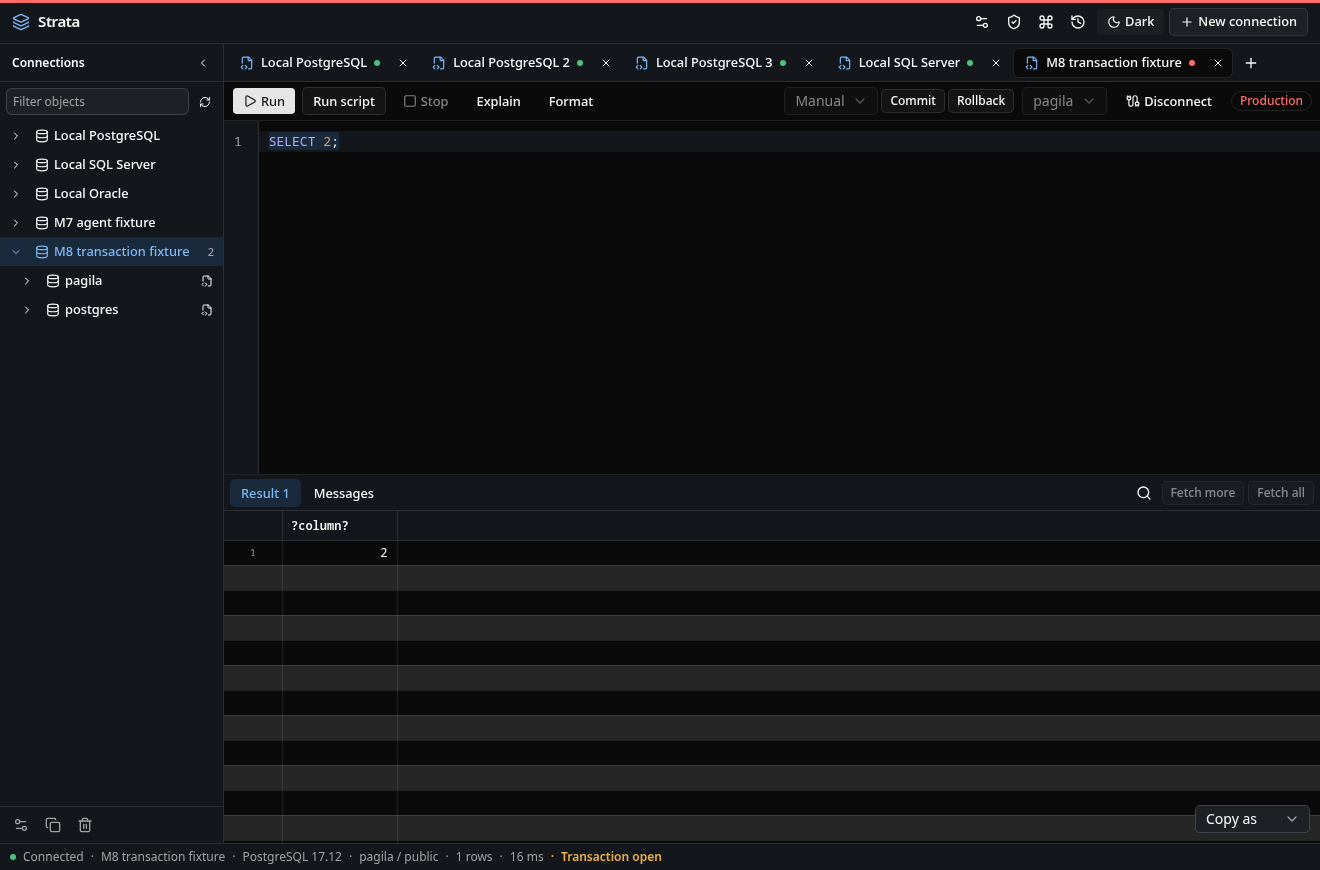 Strata
Dark
New connection
Connections
Local PostgreSQL
Local PostgreSQL 2
Local PostgreSQL 3
Local SQL Server
M8 transaction fixture
Filter objects
Run
Run script
Stop
Explain
Format
Manual
Commit
Rollback
pagila
Disconnect
Production
Local PostgreSQL
Local SQL Server
Local Oracle
M7 agent fixture
M8 transaction fixture 2
pagila
postgres
1 SELECT 2;
Result 1
Messages
Fetch more
Fetch all
?column?
1 2
Copy as
Connected · M8 transaction fixture · PostgreSQL 17.12 · pagila / public · 1 rows · 16 ms · Transaction open